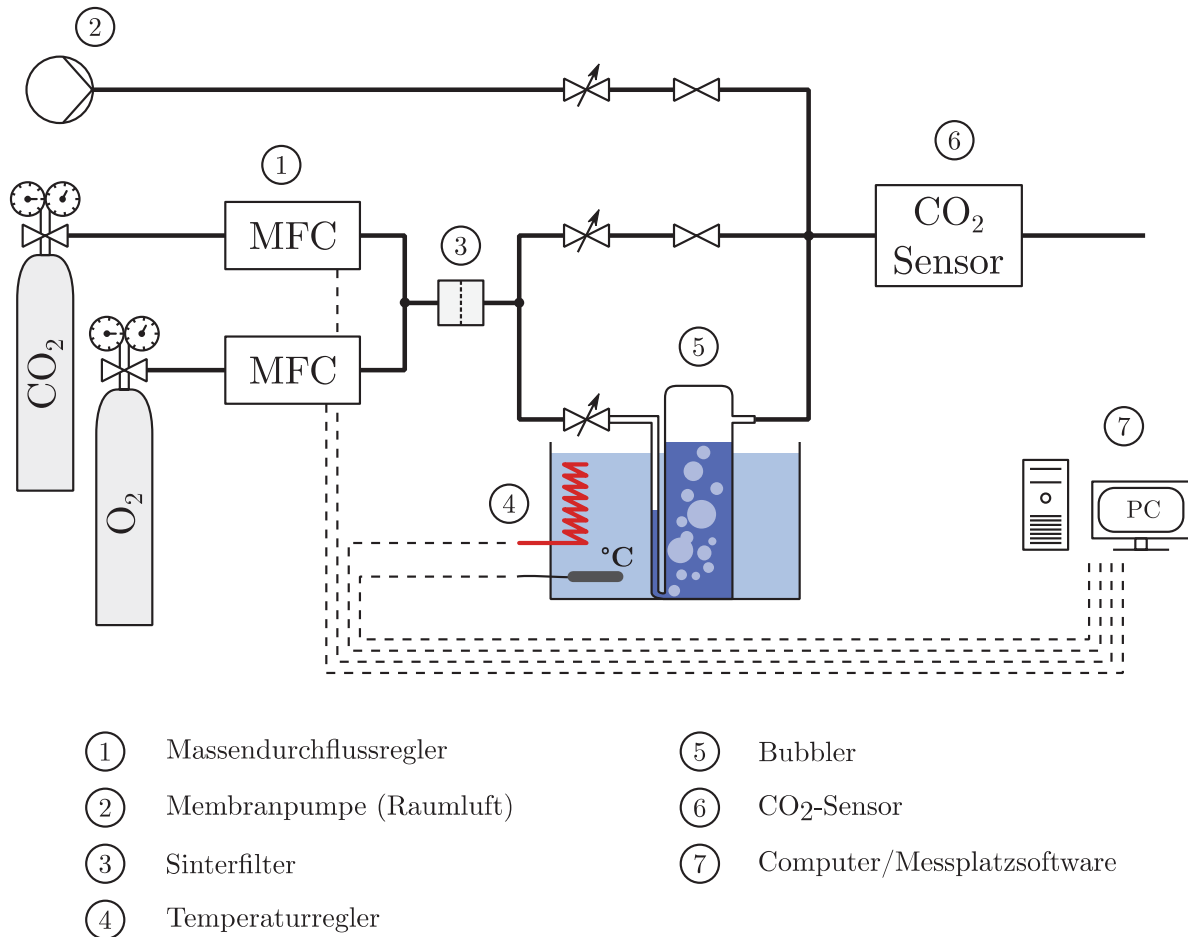 2
1
6
MFC
CO2
Sensor
3
CO2
MFC
5
7
O2
4
PC
°C
1 Massendurchflussregler
2 Membranpumpe (Raumluft)
3 Sinterfilter
4 Temperaturregler
5 Bubbler
6 CO2-Sensor
7 Computer/Messplatzsoftware